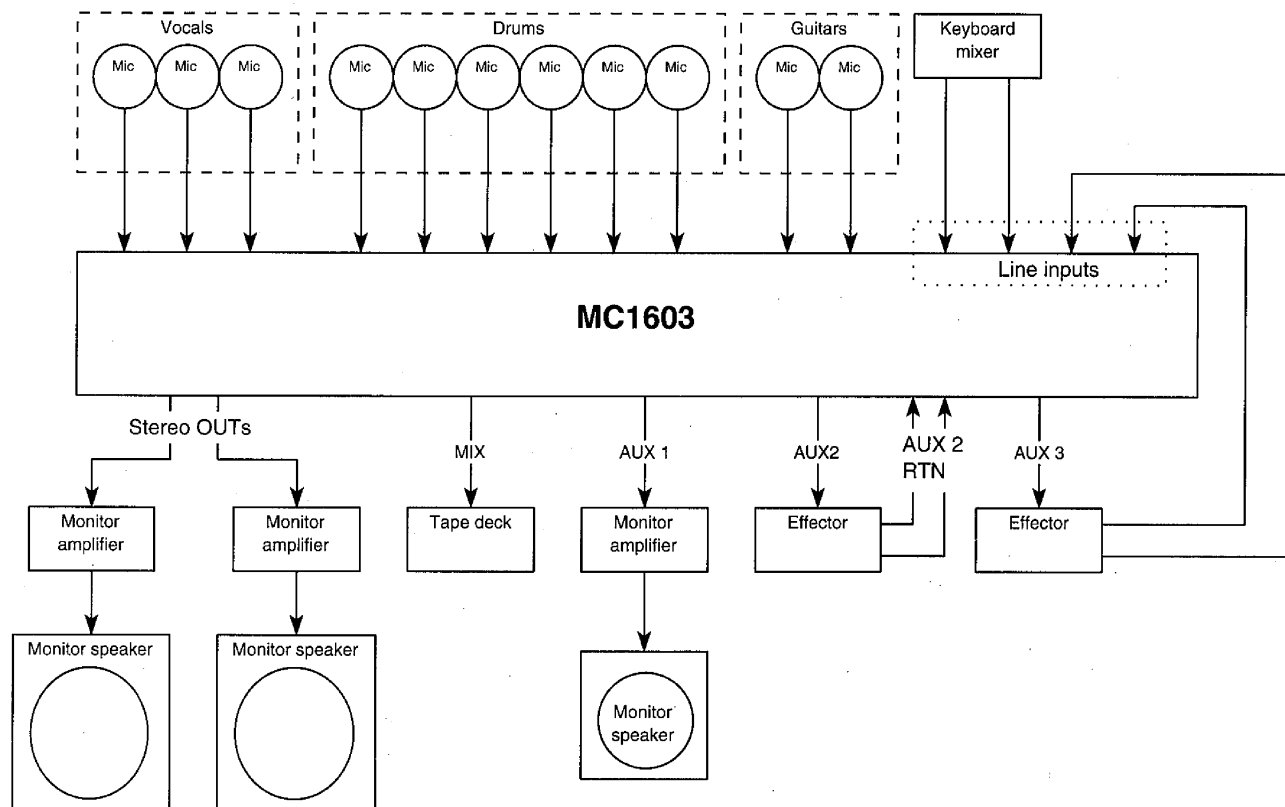 Vocals
Drums
Guitars
Keyboard
mixer
Mic
Mic
Mic
Mic
Mic
Mic
Mic
Mic
Mic
Mic
Mic
Line inputs
MC1603
Stereo OUTs
MIX
AUX 1
AUX2
AUX 2
RTN
AUX 3
Monitor
amplifier
Monitor
amplifier
Tape deck
Monitor
amplifier
Effector
Effector
Monitor speaker
Monitor speaker
Monitor
speaker